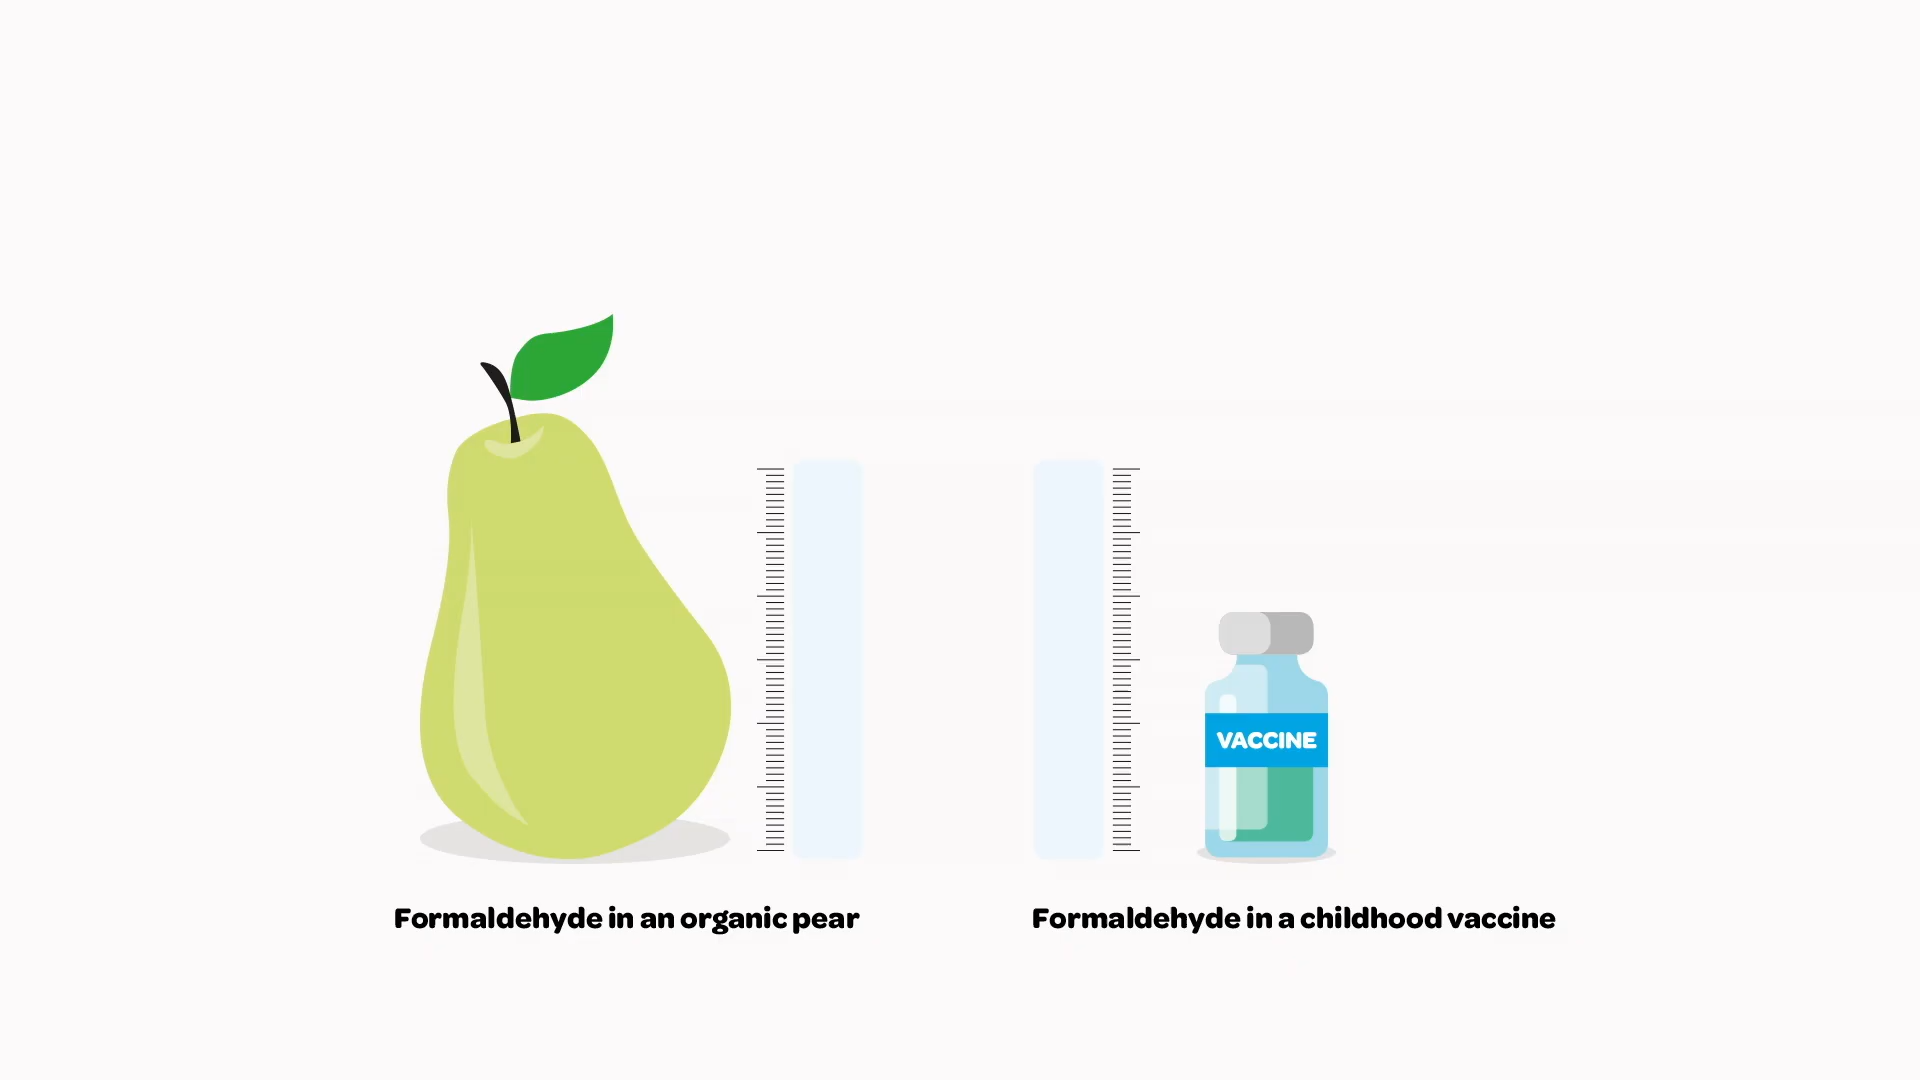 VACCINE
Formaldehyde in an organic pear
Formaldehyde in a childhood vaccine